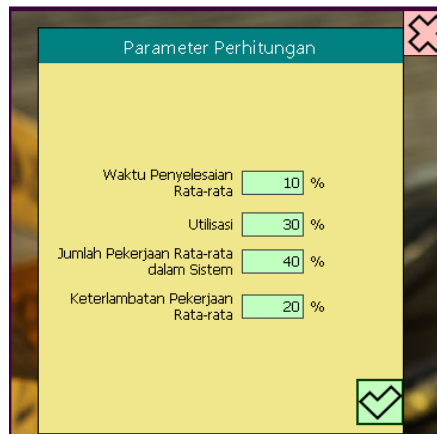 Parameter Perhitungan
Waktu Penyelesaian
Rata-rata
10 %
Utilisasi 30 %
Jumlah Pekerjaan Rata-rata
dalam Sistem
40 %
Keterlambatan Pekerjaan
Rata-rata
20 %